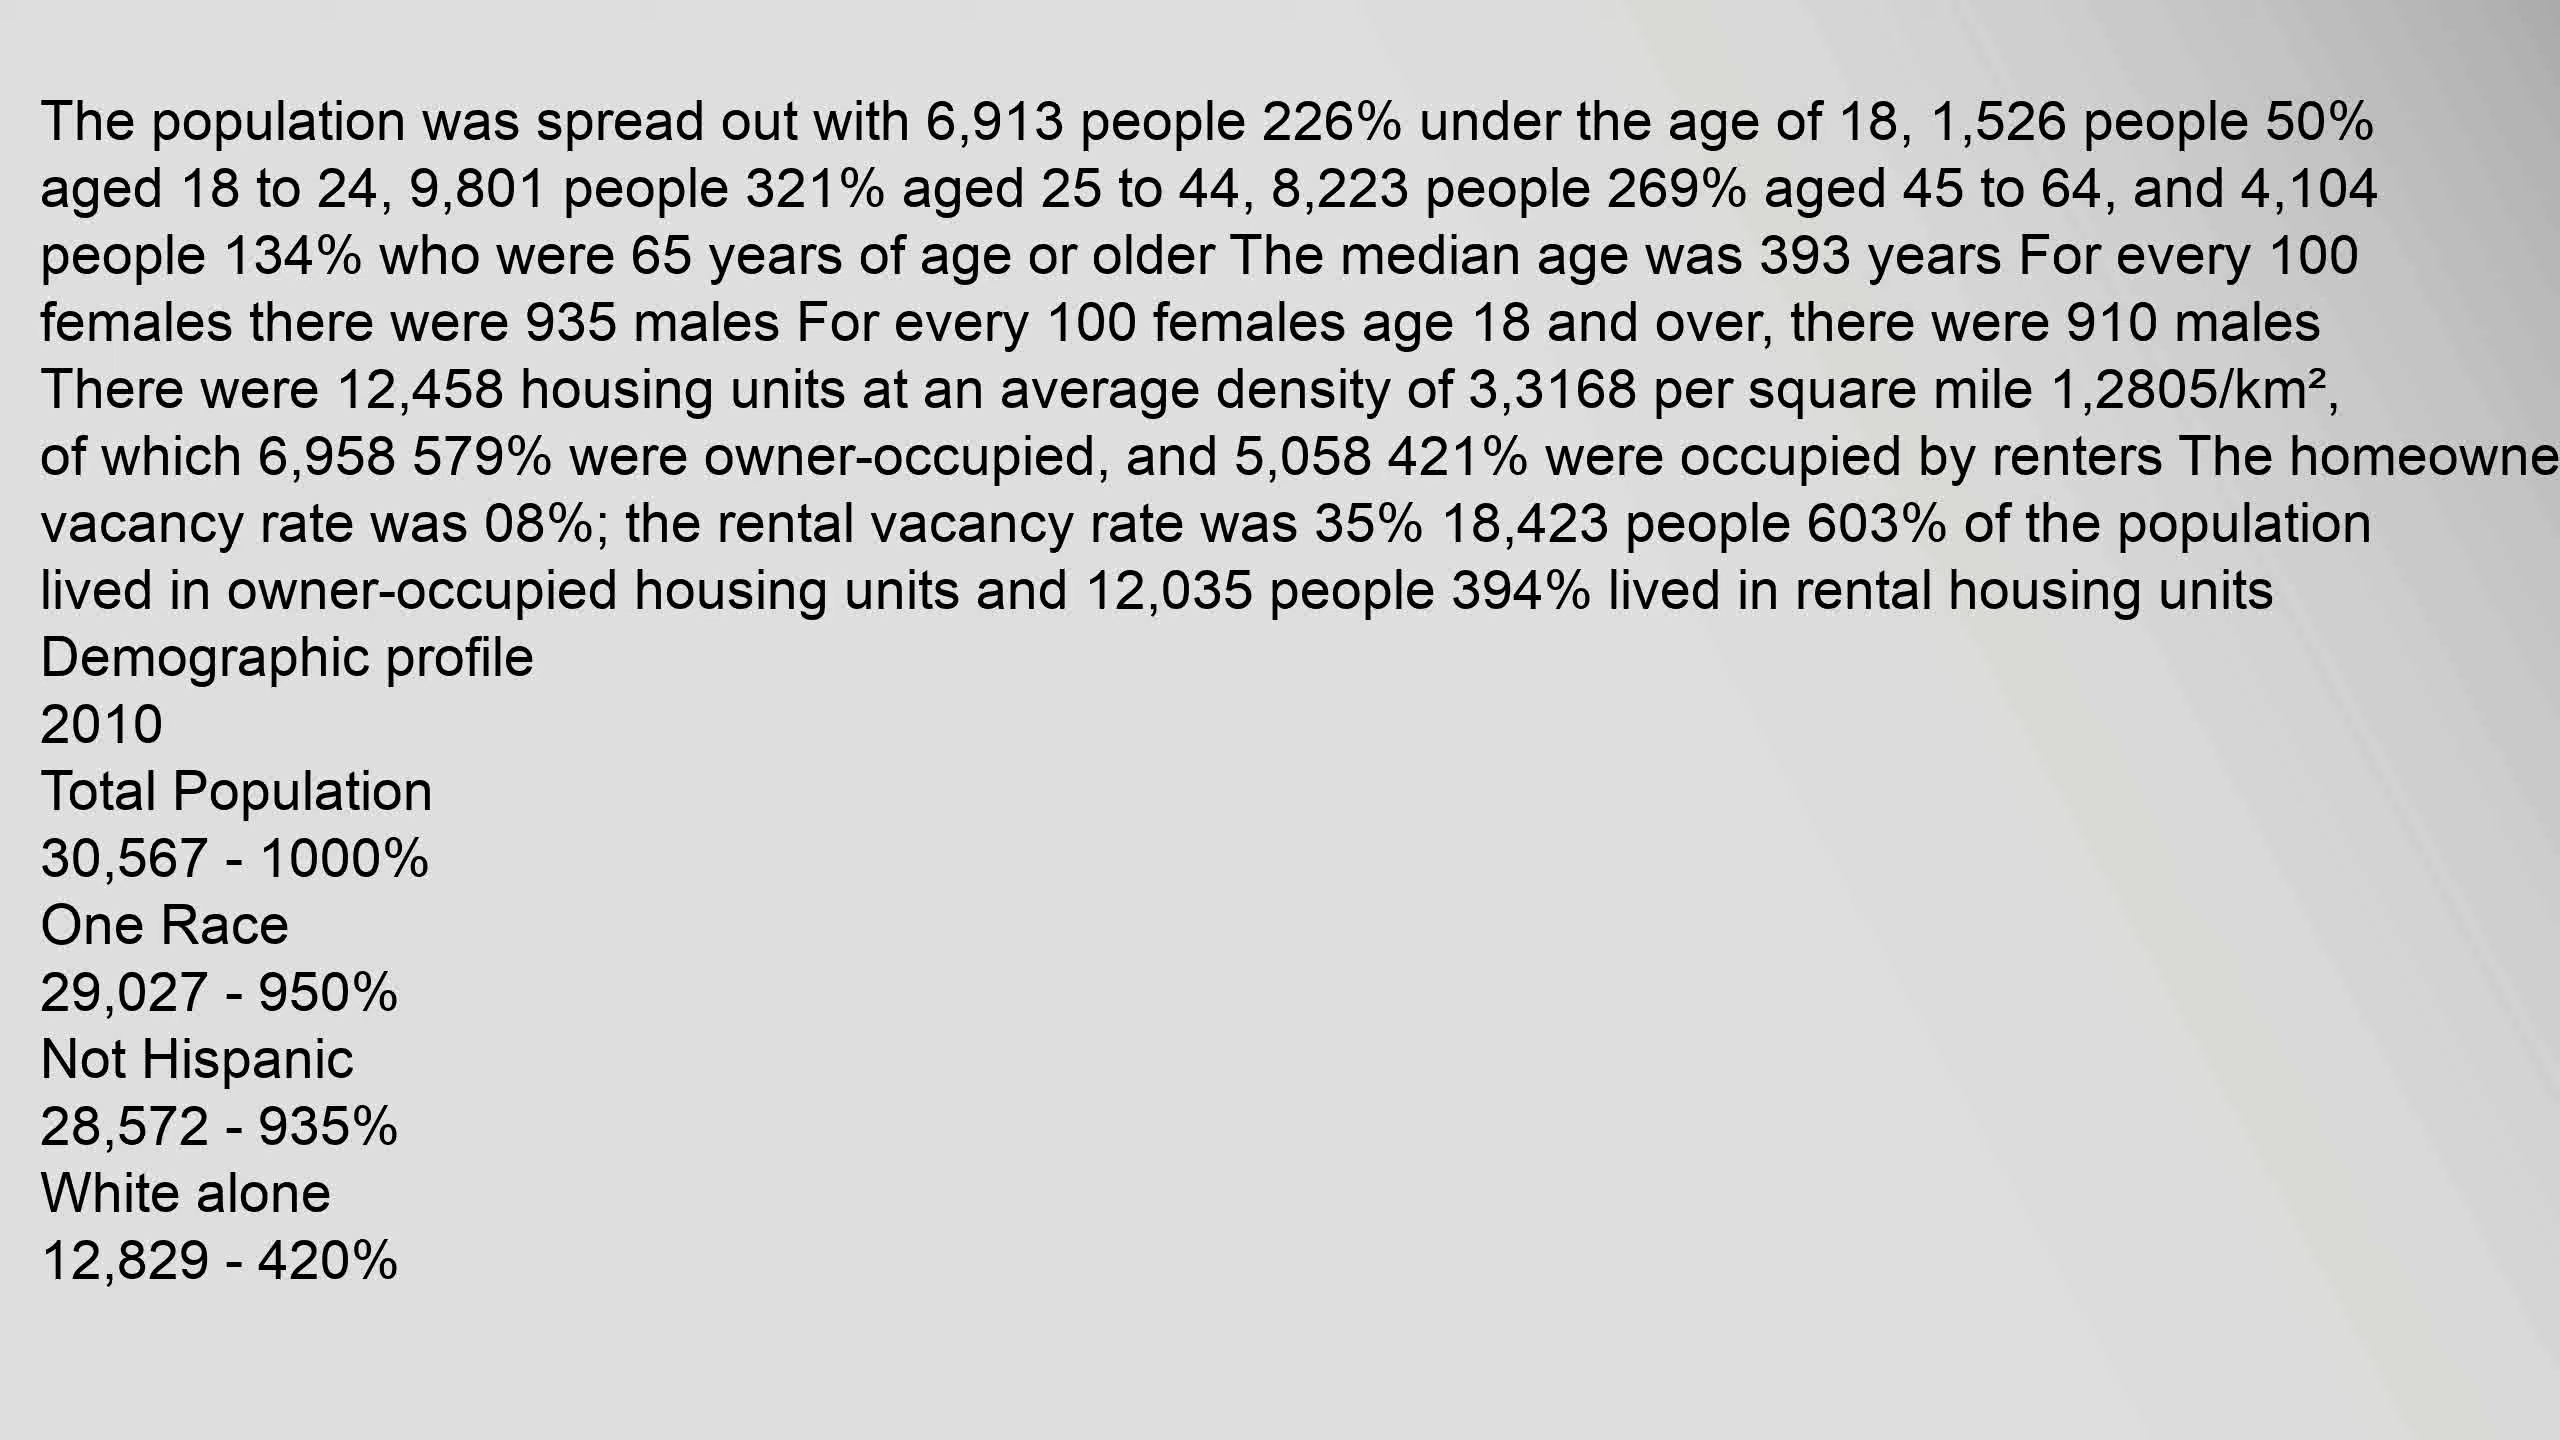 The population was spread out with 6,913 people 226% under the age of 18, 1,526 people 50%
aged 18 to 24, 9,801 people 321% aged 25 to 44, 8,223 people 269% aged 45 to 64, and 4,104
people 134% who were 65 years of age or older The median age was 393 years For every 100
females there were 935 males For every 100 females age 18 and over, there were 910 males
There were 12,458 housing units at an average density of 3,3168 per square mile 1,2805/km²,
of which 6,958 579% were owner-occupied, and 5,058 421% were occupied by renters The homeowne
vacancy rate was 08%; the rental vacancy rate was 35% 18,423 people 603% of the population
lived in owner-occupied housing units and 12,035 people 394% lived in rental housing units
Demographic profile
2010
Total Population
30,567 - 1000%
One Race
29,027 - 950%
Not Hispanic
28,572 - 935%
White alone
12,829 - 420%